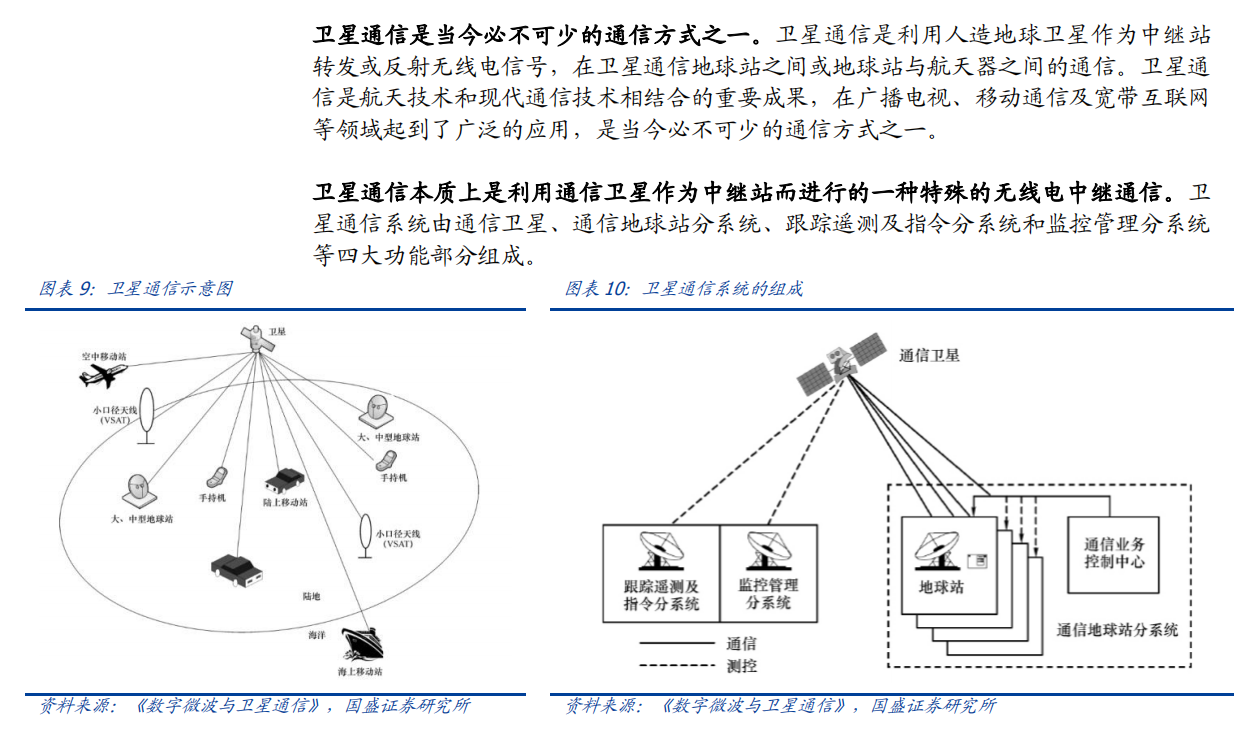 卫星通信是当今必不可少的通信方式之一。卫星通信是利用人造地球卫星作为中继站
转发或反射无线电信号，在卫星通信地球站之间或地球站与航天器之间的通信。卫星通
信是航天技术和现代通信技术相结合的重要成果，在广播电视、移动通信及宽带互联网
等领域起到了广泛的应用，是当今必不可少的通信方式之一。
卫星通信本质上是利用通信卫星作为中继站而进行的一种特殊的无线电中继通信。卫
星通信系统由通信卫星、通信地球站分系统、跟踪遥测及指令分系统和监控管理分系统
等四大功能部分组成。
图表 9：卫星通信示意图
卫星
空中移动站
小口径天线
(VSAT)
大、中型地球站
手持机
大、中型地球站
手持机
陆上移动站
小口径天线
(VSAT)
陆地
海洋
海上移动站
资料来源：《数字微波与卫星通信》，国盛证券研究所
图表 10：卫星通信系统的组成
通信卫星
跟踪遥测及
指令分系统
监控管理
分系统
地球站
通信业务
控制中心
通信地球站分系统
通信
测控
资料来源：《数字微波与卫星通信》，国盛证券研究所